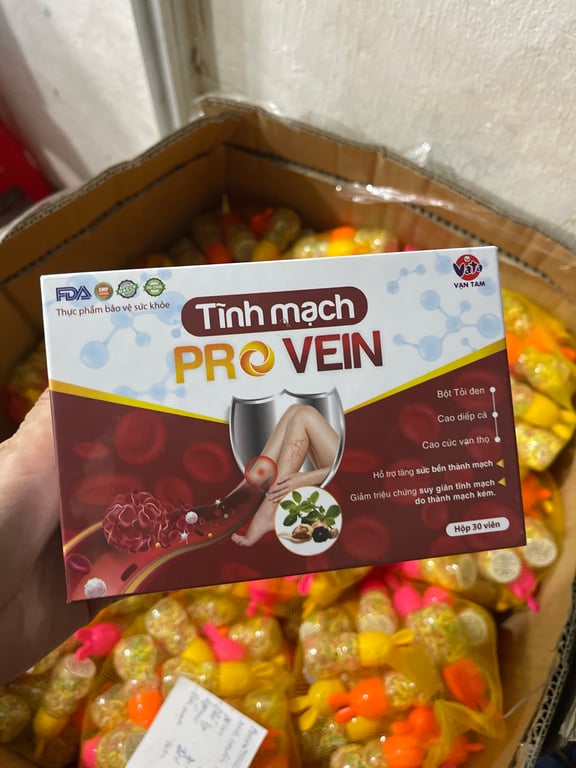 FDA
Thực phẩm bảo vệ sức khỏe
Vata
VẠN TAM
Tĩnh mạch
PRO VEIN
Bột Tỏi đen
Cao diếp cá
Cao cúc vạn thọ
Hỗ trợ tăng sức bền thành mạch
Giảm triệu chứng suy giãn tĩnh mạch
do thành mạch kém.
Hộp 30 viên